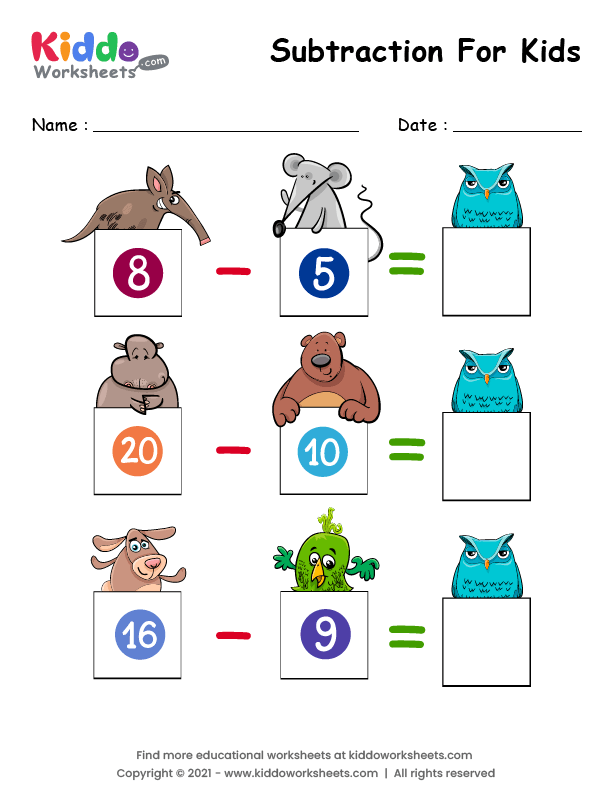 Kiddo
Worksheets.com
Subtraction For Kids
Name : Date :
8 - 5 =
20 - 10 =
16 - 9 =
Find more educational worksheets at kiddoworksheets.com
Copyright © 2021 - www.kiddoworksheets.com | All rights reserved